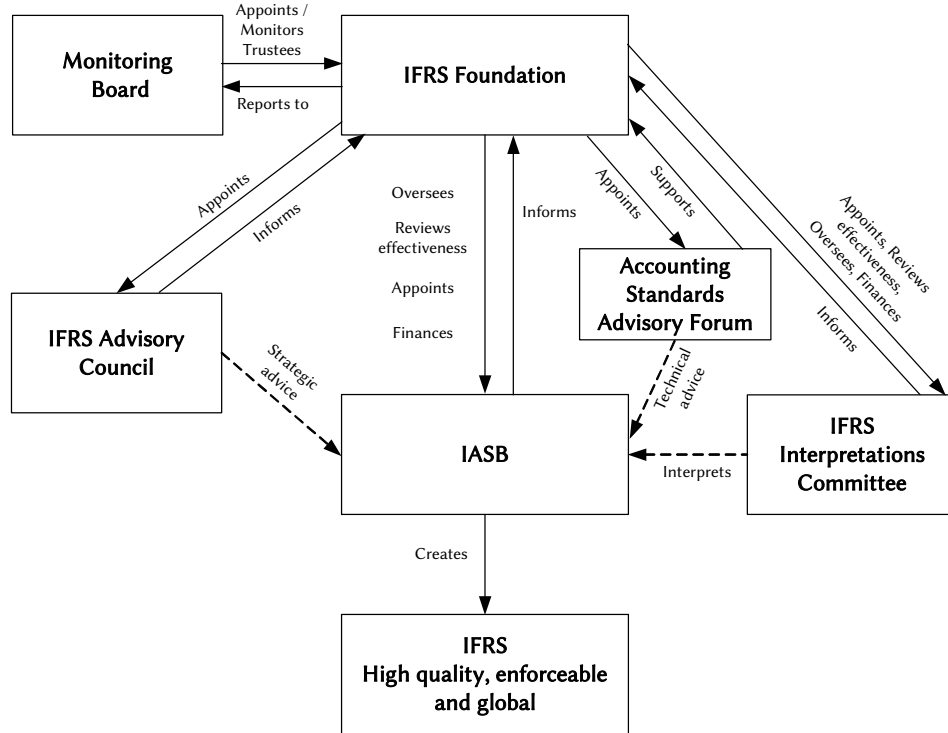 Appoints /
Monitors
Trustees
Monitoring
Board
IFRS Foundation
Reports to
Appoints
Informs
Oversees
Reviews
effectiveness
Appoints
Finances
Informs
Appoints
Supports
Appoints, Reviews
effectiveness,
Oversees, Finances
Informs
Accounting
Standards
Advisory Forum
IFRS Advisory
Council
Strategic
advice
Technical
advice
IASB
Interprets
IFRS
Interpretations
Committee
Creates
IFRS
High quality, enforceable
and global